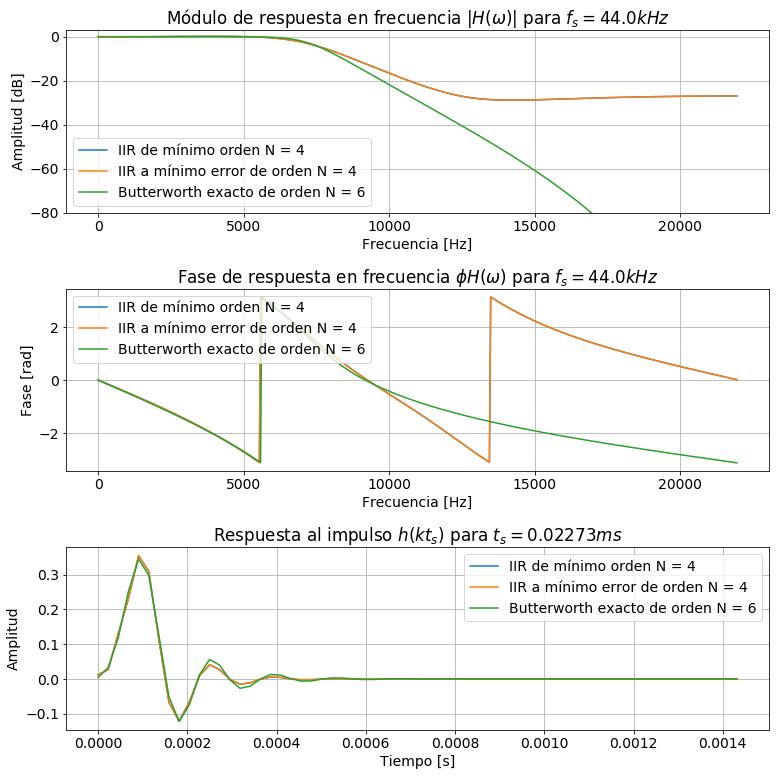 Módulo de respuesta en frecuencia |H(ω)| para f_s = 44.0kHz
0
−20
−40
−60
−80
Amplitud [dB]
IIR de mínimo orden N = 4
IIR a mínimo error de orden N = 4
Butterworth exacto de orden N = 6
0 5000 10000 15000 20000
Frecuencia [Hz]
Fase de respuesta en frecuencia ϕH(ω) para f_s = 44.0kHz
2
0
−2
Fase [rad]
IIR de mínimo orden N = 4
IIR a mínimo error de orden N = 4
Butterworth exacto de orden N = 6
0 5000 10000 15000 20000
Frecuencia [Hz]
Respuesta al impulso h(kt_s) para t_s = 0.02273ms
0.3
0.2
0.1
0.0
−0.1
Amplitud
IIR de mínimo orden N = 4
IIR a mínimo error de orden N = 4
Butterworth exacto de orden N = 6
0.0000 0.0002 0.0004 0.0006 0.0008 0.0010 0.0012 0.0014
Tiempo [s]